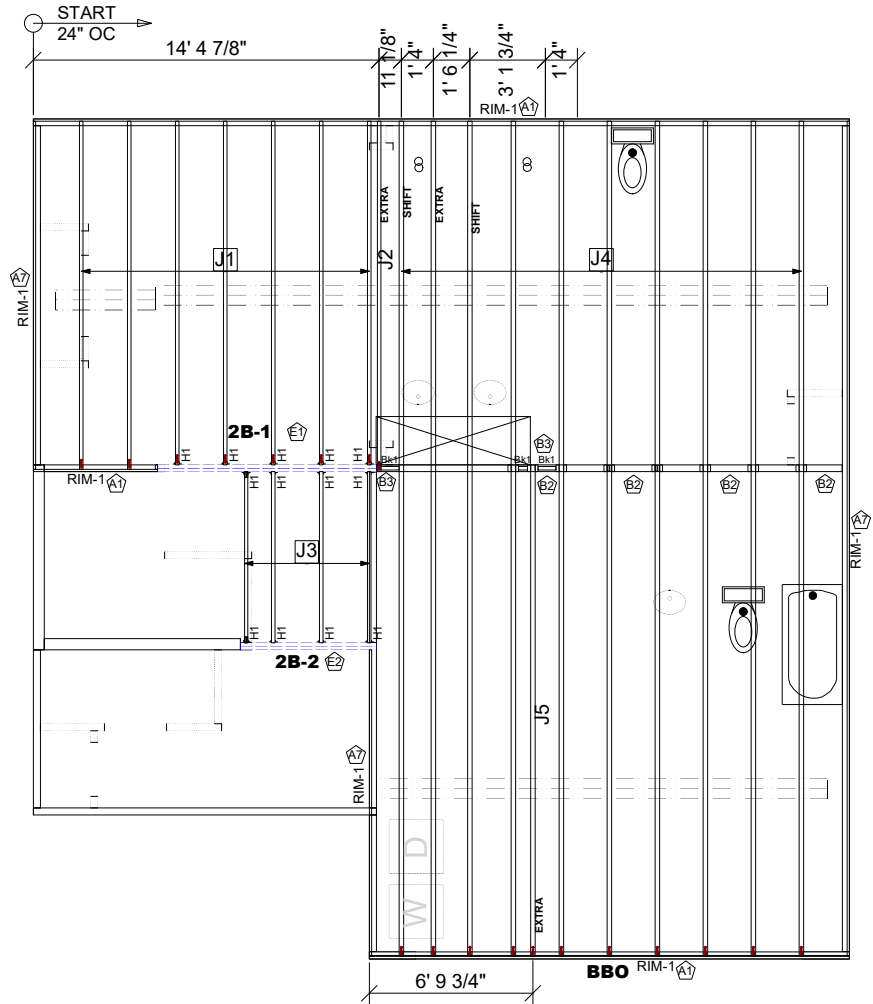 START
24" OC
14' 4 7/8"
11 1/8"
1' 4"
1' 6 1/4"
3' 1 3/4"
1' 4"
RIM-1 A1
EXTRA
SHIFT
EXTRA
SHIFT
J1
J2
J4
A7
RIM-1
2B-1 E1
H1 H1 H1 H1 H1
B3
Bk1 Bk1 Bk1
RIM-1 A1
B3 B2 B2 B2 B2
H1 H1 H1 H1
A7
RIM-1
J3
H1 H1 H1 H1
2B-2 E2
J5
A7
RIM-1
D
W
EXTRA
BBO RIM-1 A1
6' 9 3/4"